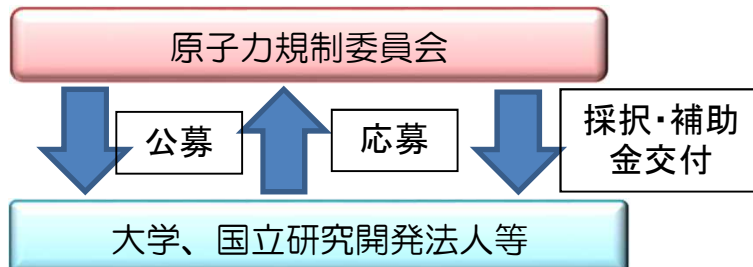 原子力規制委員会
公募
応募
採択・補助
金交付
大学、国立研究開発法人等